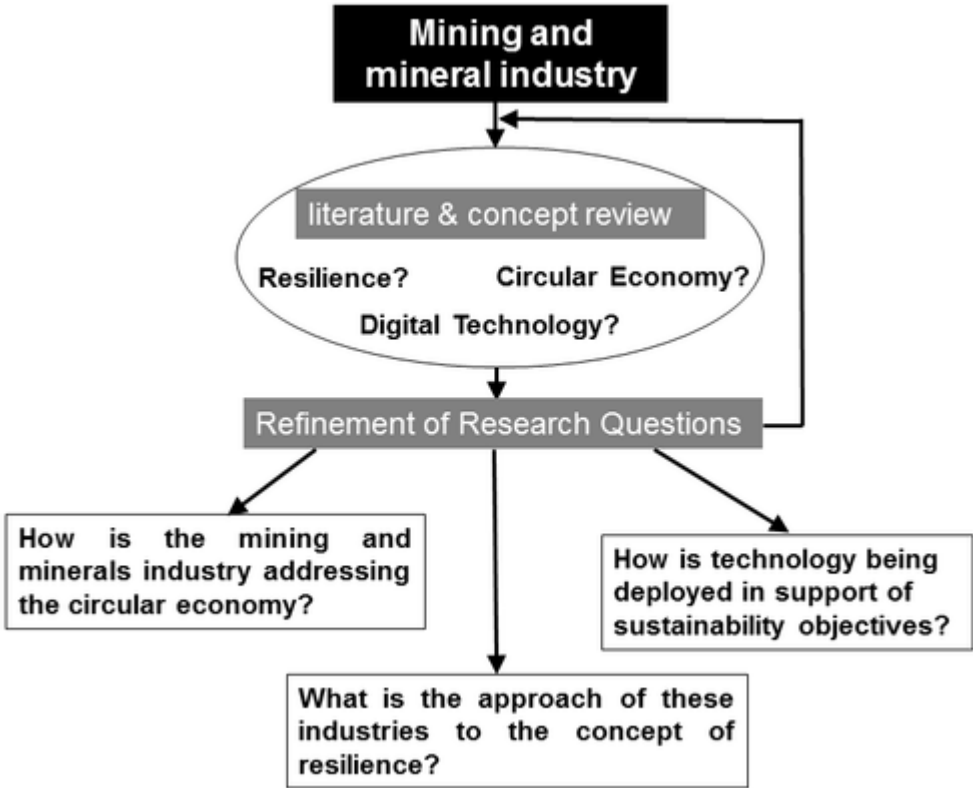 Mining and
mineral industry
literature & concept review
Resilience?
Circular Economy?
Digital Technology?
Refinement of Research Questions
How is the mining and
minerals industry addressing
the circular economy?
What is the approach of these
industries to the concept of
resilience?
How is technology being
deployed in support of
sustainability objectives?